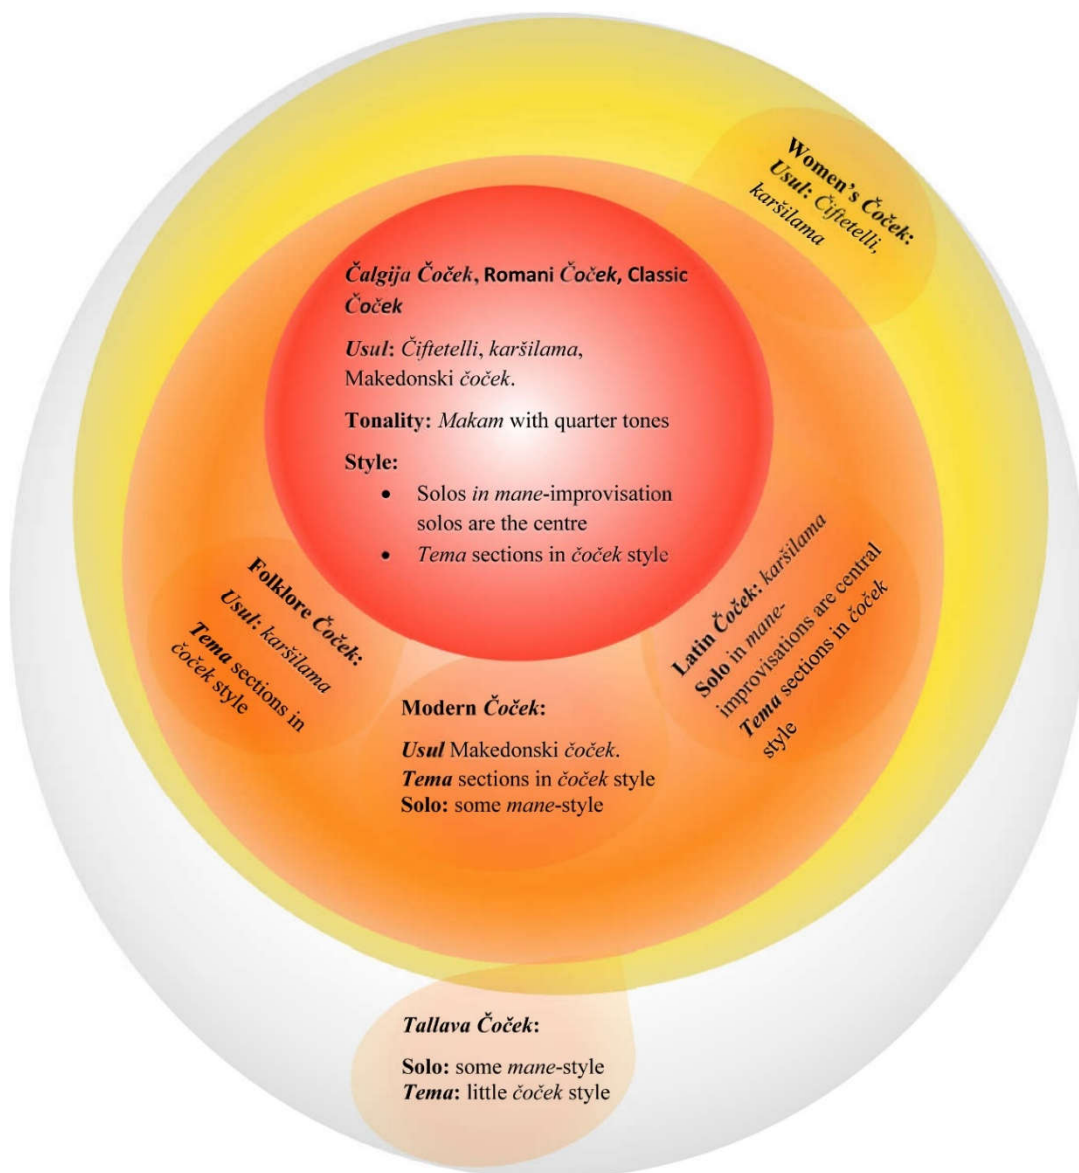 Čalgija Čoček, Romani Čoček, Classic
Čoček
Usul: Čiftetelli, karšilama,
Makedonski čoček.
Tonality: Makam with quarter tones
Style:
• Solos in mane-improvisation
solos are the centre
• Tema sections in čoček style
Women's Čoček:
Usul: Čiftetelli,
karšilama
Folklore Čoček:
Usul: karšilama
Tema sections in
čoček style
Latin Čoček: karšilama
Solo in mane-
improvisations are central
Tema sections in čoček
style
Modern Čoček:
Usul Makedonski čoček.
Tema sections in čoček style
Solo: some mane-style
Tallava Čoček:
Solo: some mane-style
Tema: little čoček style